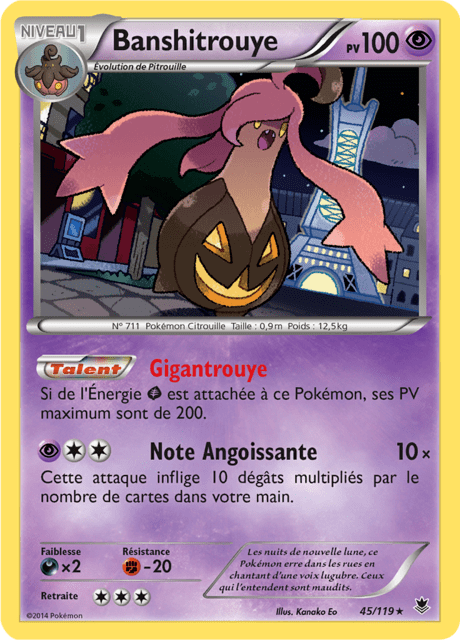 NIVEAU 1
Banshitrouye
PV 100
Évolution de Pitrouille
N° 711 Pokémon Citrouille Taille : 0,9m Poids : 12,5kg
Talent Gigantrouye
Si de l'Énergie est attachée à ce Pokémon, ses PV
maximum sont de 200.
Note Angoissante 10×
Cette attaque inflige 10 dégâts multipliés par le
nombre de cartes dans votre main.
Faiblesse Résistance
×2 -20
Retraite
Les nuits de nouvelle lune, ce
Pokémon erre dans les rues en
chantant d'une voix lugubre. Ceux
qui l'entendent sont maudits.
©2014 Pokémon
Illus. Kanako Eo 45/119 ★